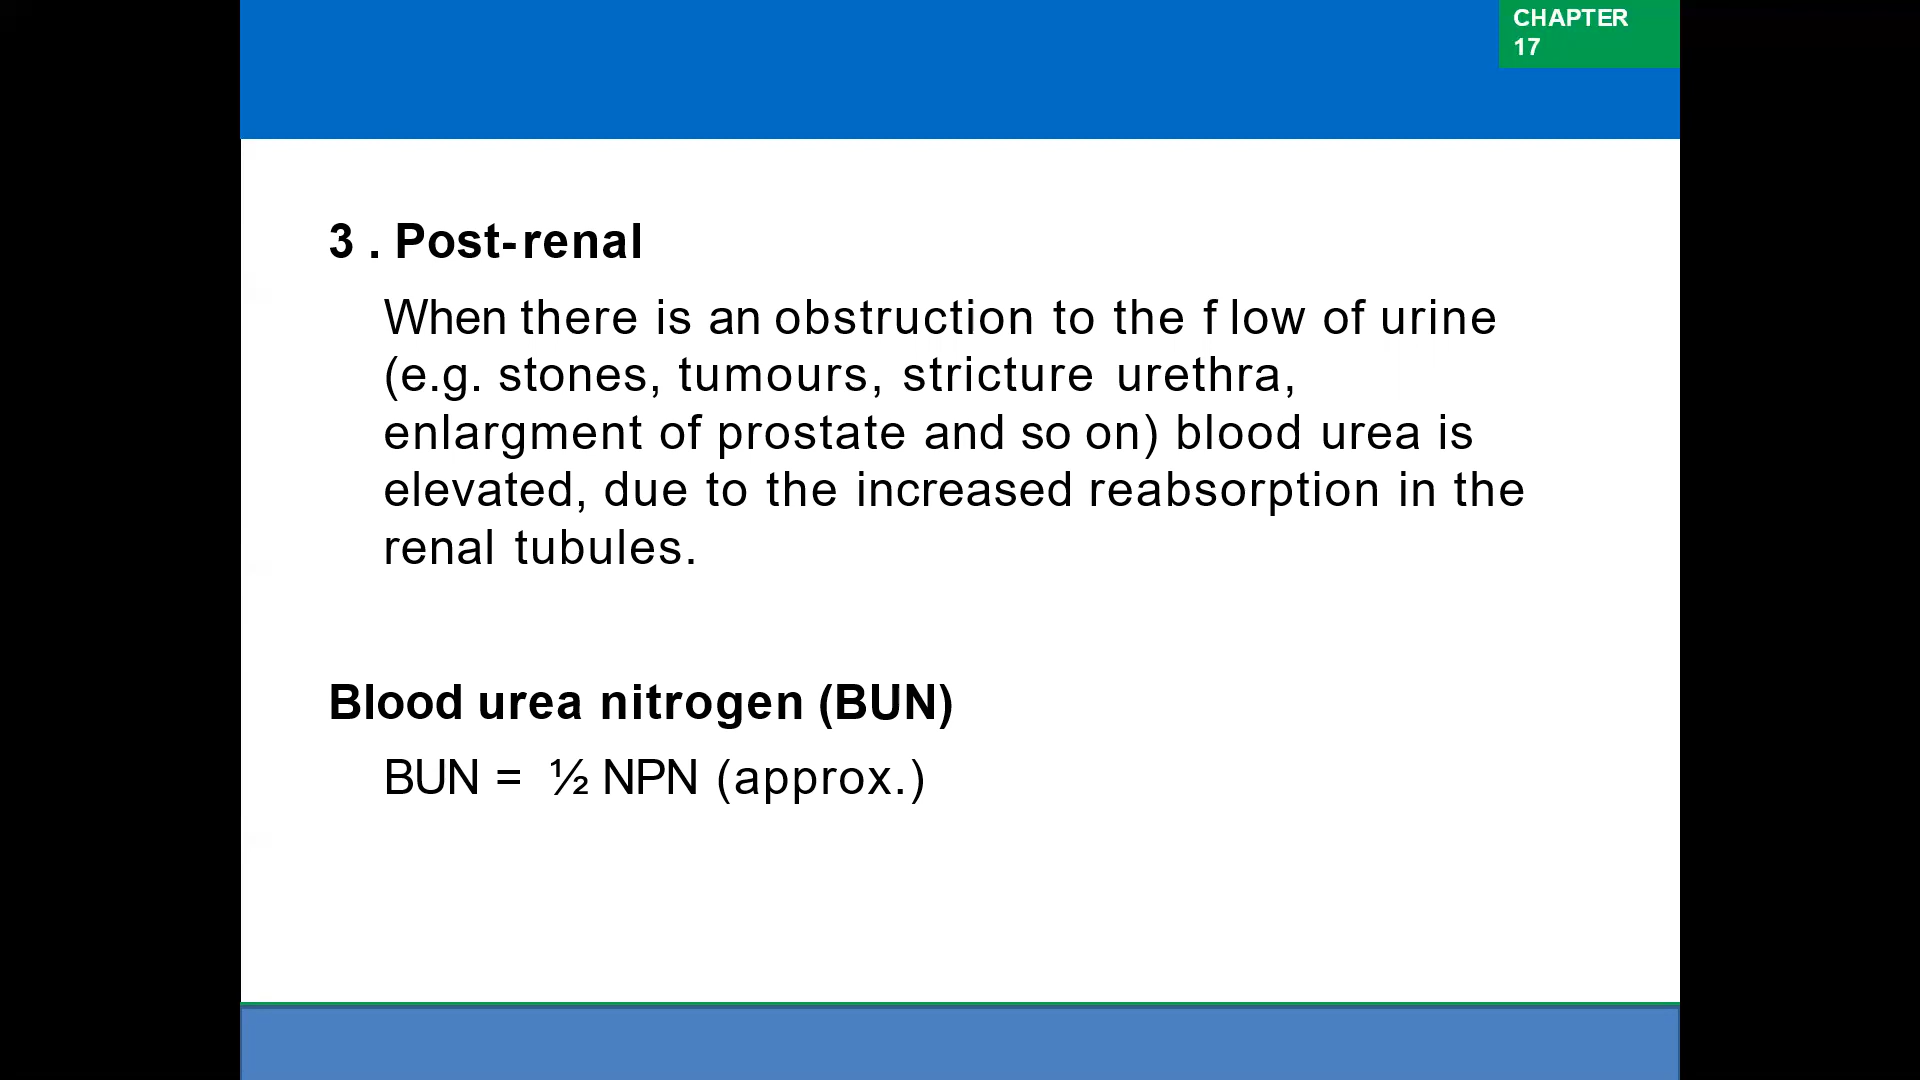 CHAPTER
17
3 . Post-renal
When there is an obstruction to the f low of urine
(e.g. stones, tumours, stricture urethra,
enlargment of prostate and so on) blood urea is
elevated, due to the increased reabsorption in the
renal tubules.
Blood urea nitrogen (BUN)
BUN = ½ NPN (approx.)